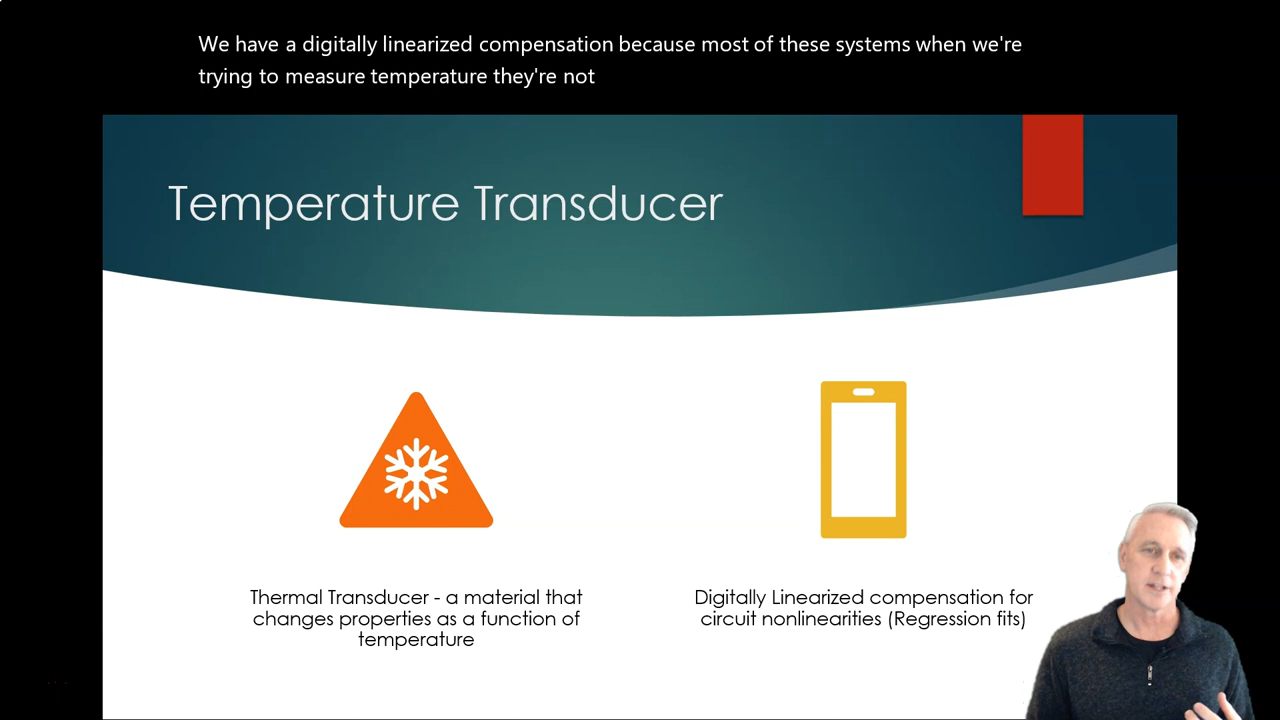 We have a digitally linearized compensation because most of these systems when we're
trying to measure temperature they're not
Temperature Transducer
Thermal Transducer - a material that
changes properties as a function of
temperature
Digitally Linearized compensation for
circuit nonlinearities (Regression fits)